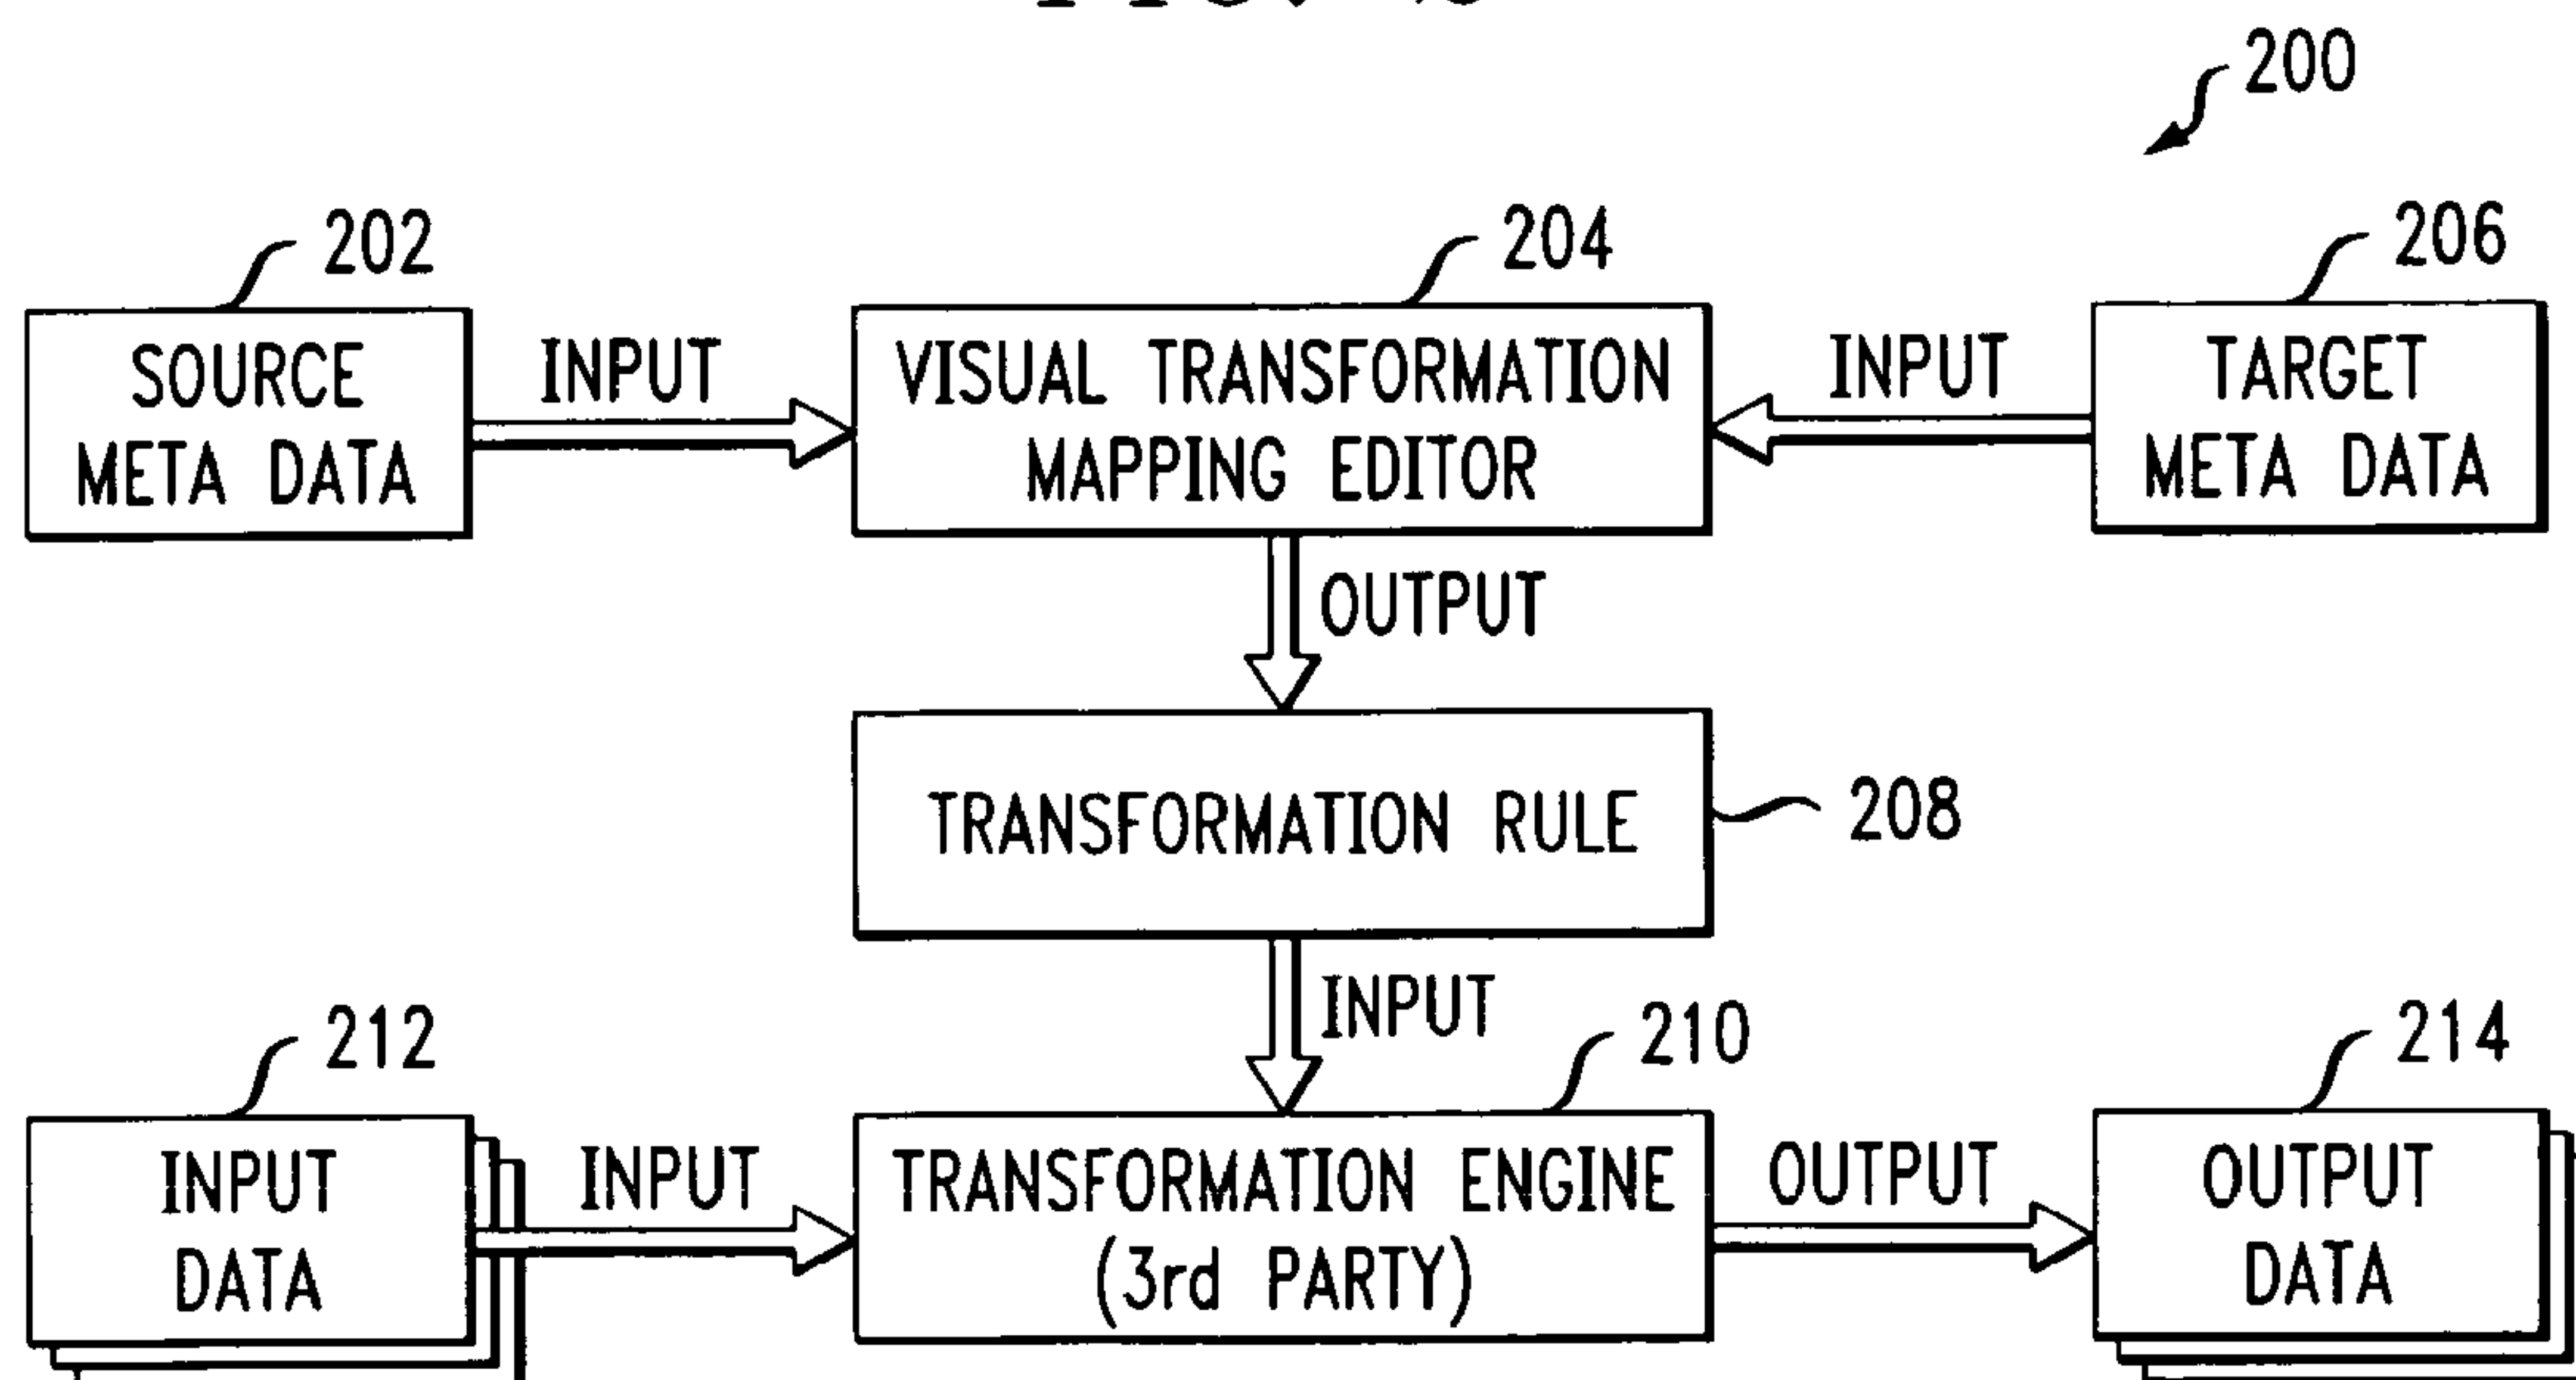 200
202
204
206
SOURCE
META DATA
INPUT
VISUAL TRANSFORMATION
MAPPING EDITOR
INPUT
TARGET
META DATA
OUTPUT
TRANSFORMATION RULE
208
INPUT
212
210
214
INPUT
DATA
INPUT
TRANSFORMATION ENGINE
(3rd PARTY)
OUTPUT
OUTPUT
DATA